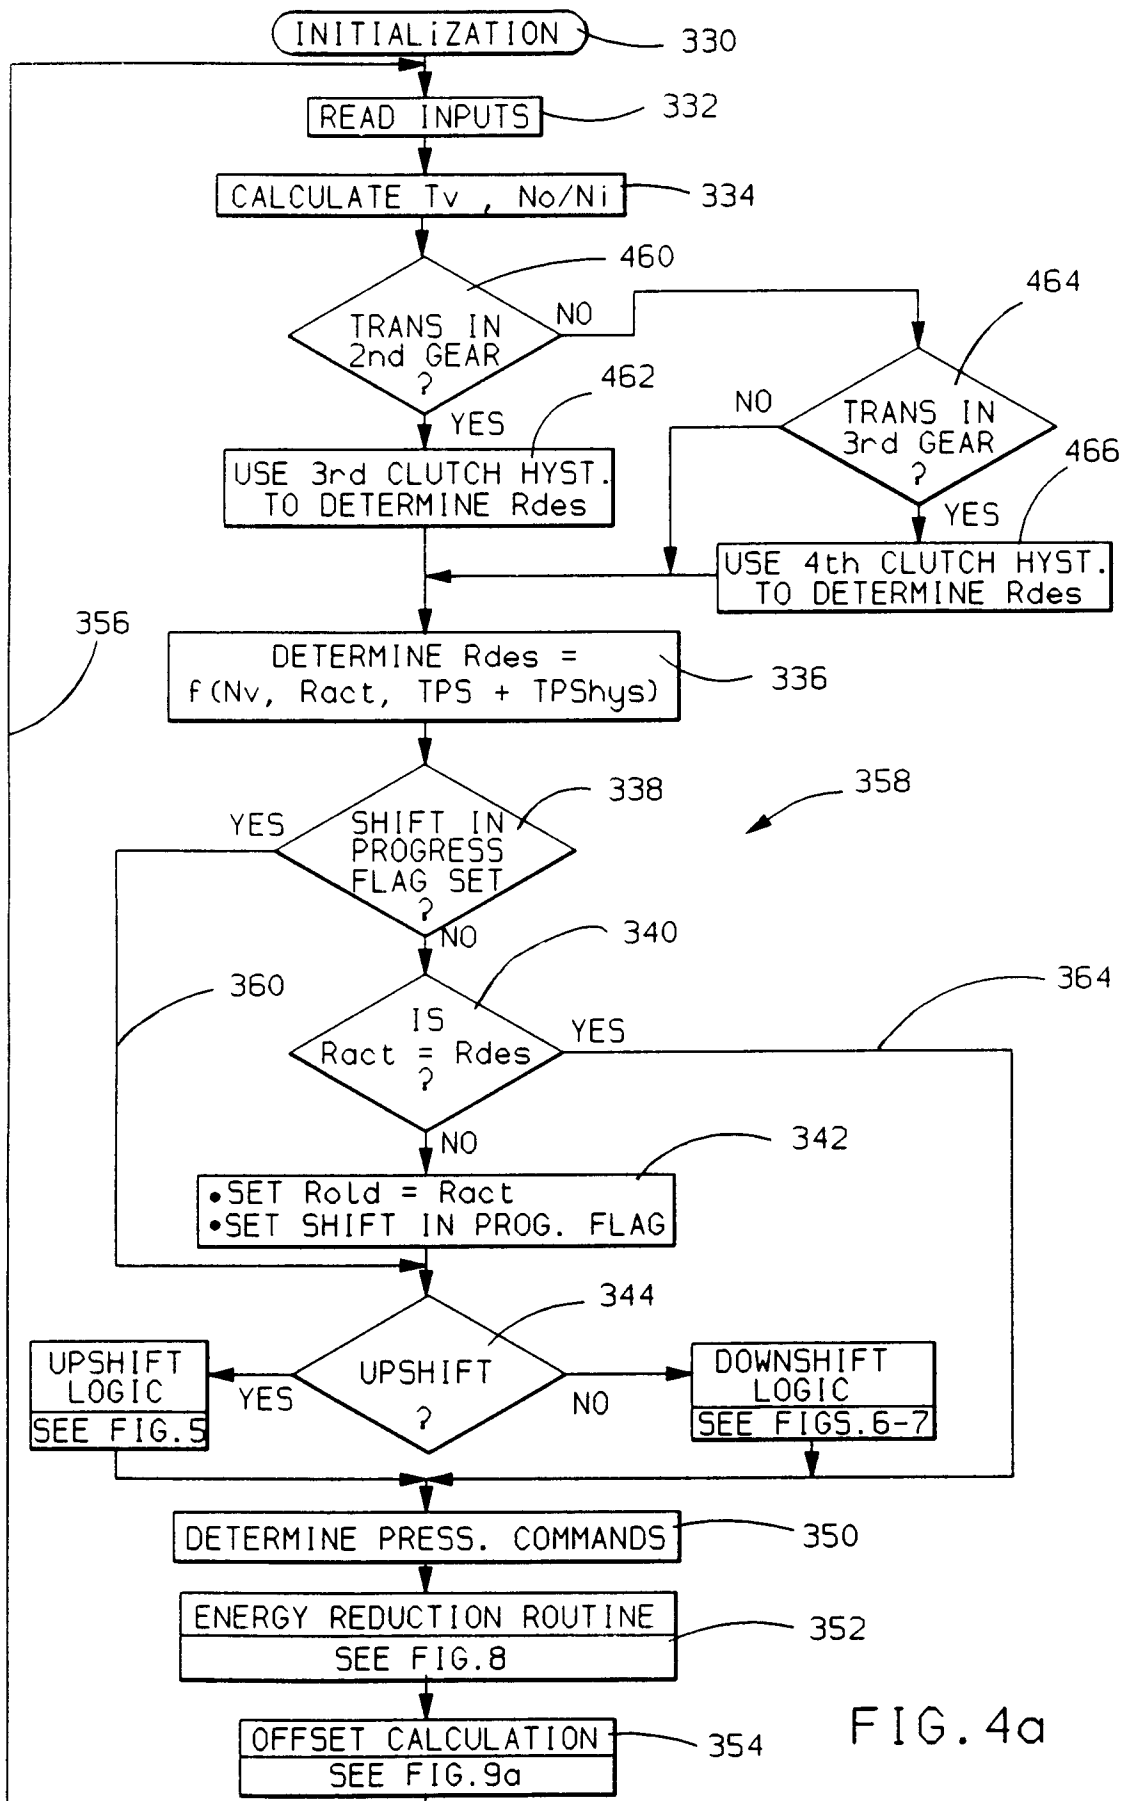 INITIALiZATION
330
READ INPUTS
332
CALCULATE Tv , No/Ni
334
460
TRANS IN
2nd GEAR
?
NO
YES
464
TRANS IN
3rd GEAR
?
NO
YES
462
USE 3rd CLUTCH HYST.
TO DETERMINE Rdes
466
USE 4th CLUTCH HYST.
TO DETERMINE Rdes
356
DETERMINE Rdes =
f(Nv, Ract, TPS + TPShys)
336
358
338
SHIFT IN
PROGRESS
FLAG SET
?
YES
NO
340
360
364
IS
Ract = Rdes
?
YES
NO
342
•SET Rold = Ract
•SET SHIFT IN PROG. FLAG
344
UPSHIFT
?
YES
NO
UPSHIFT
LOGIC
SEE FIG.5
DOWNSHIFT
LOGIC
SEE FIGS.6-7
DETERMINE PRESS. COMMANDS
350
ENERGY REDUCTION ROUTINE
SEE FIG.8
352
OFFSET CALCULATION
SEE FIG.9a
354
FIG.4a